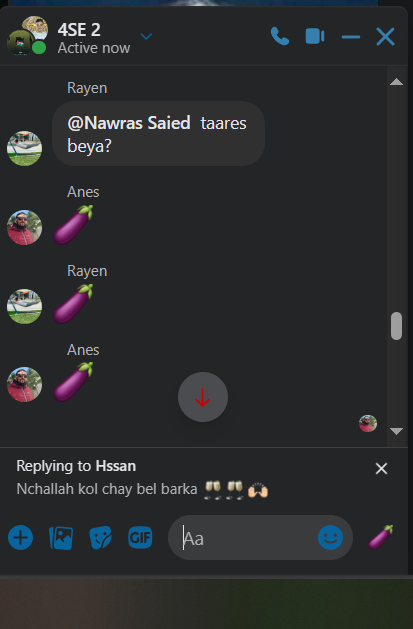 4SE 2
Active now
Rayen
@Nawras Saied taares
beya?
Anes
🍆
Rayen
🍆
Anes
🍆
Replying to Hssan
Nchallah kol chay bel barka 🥂🥂🙌🏻
GIF
Aa